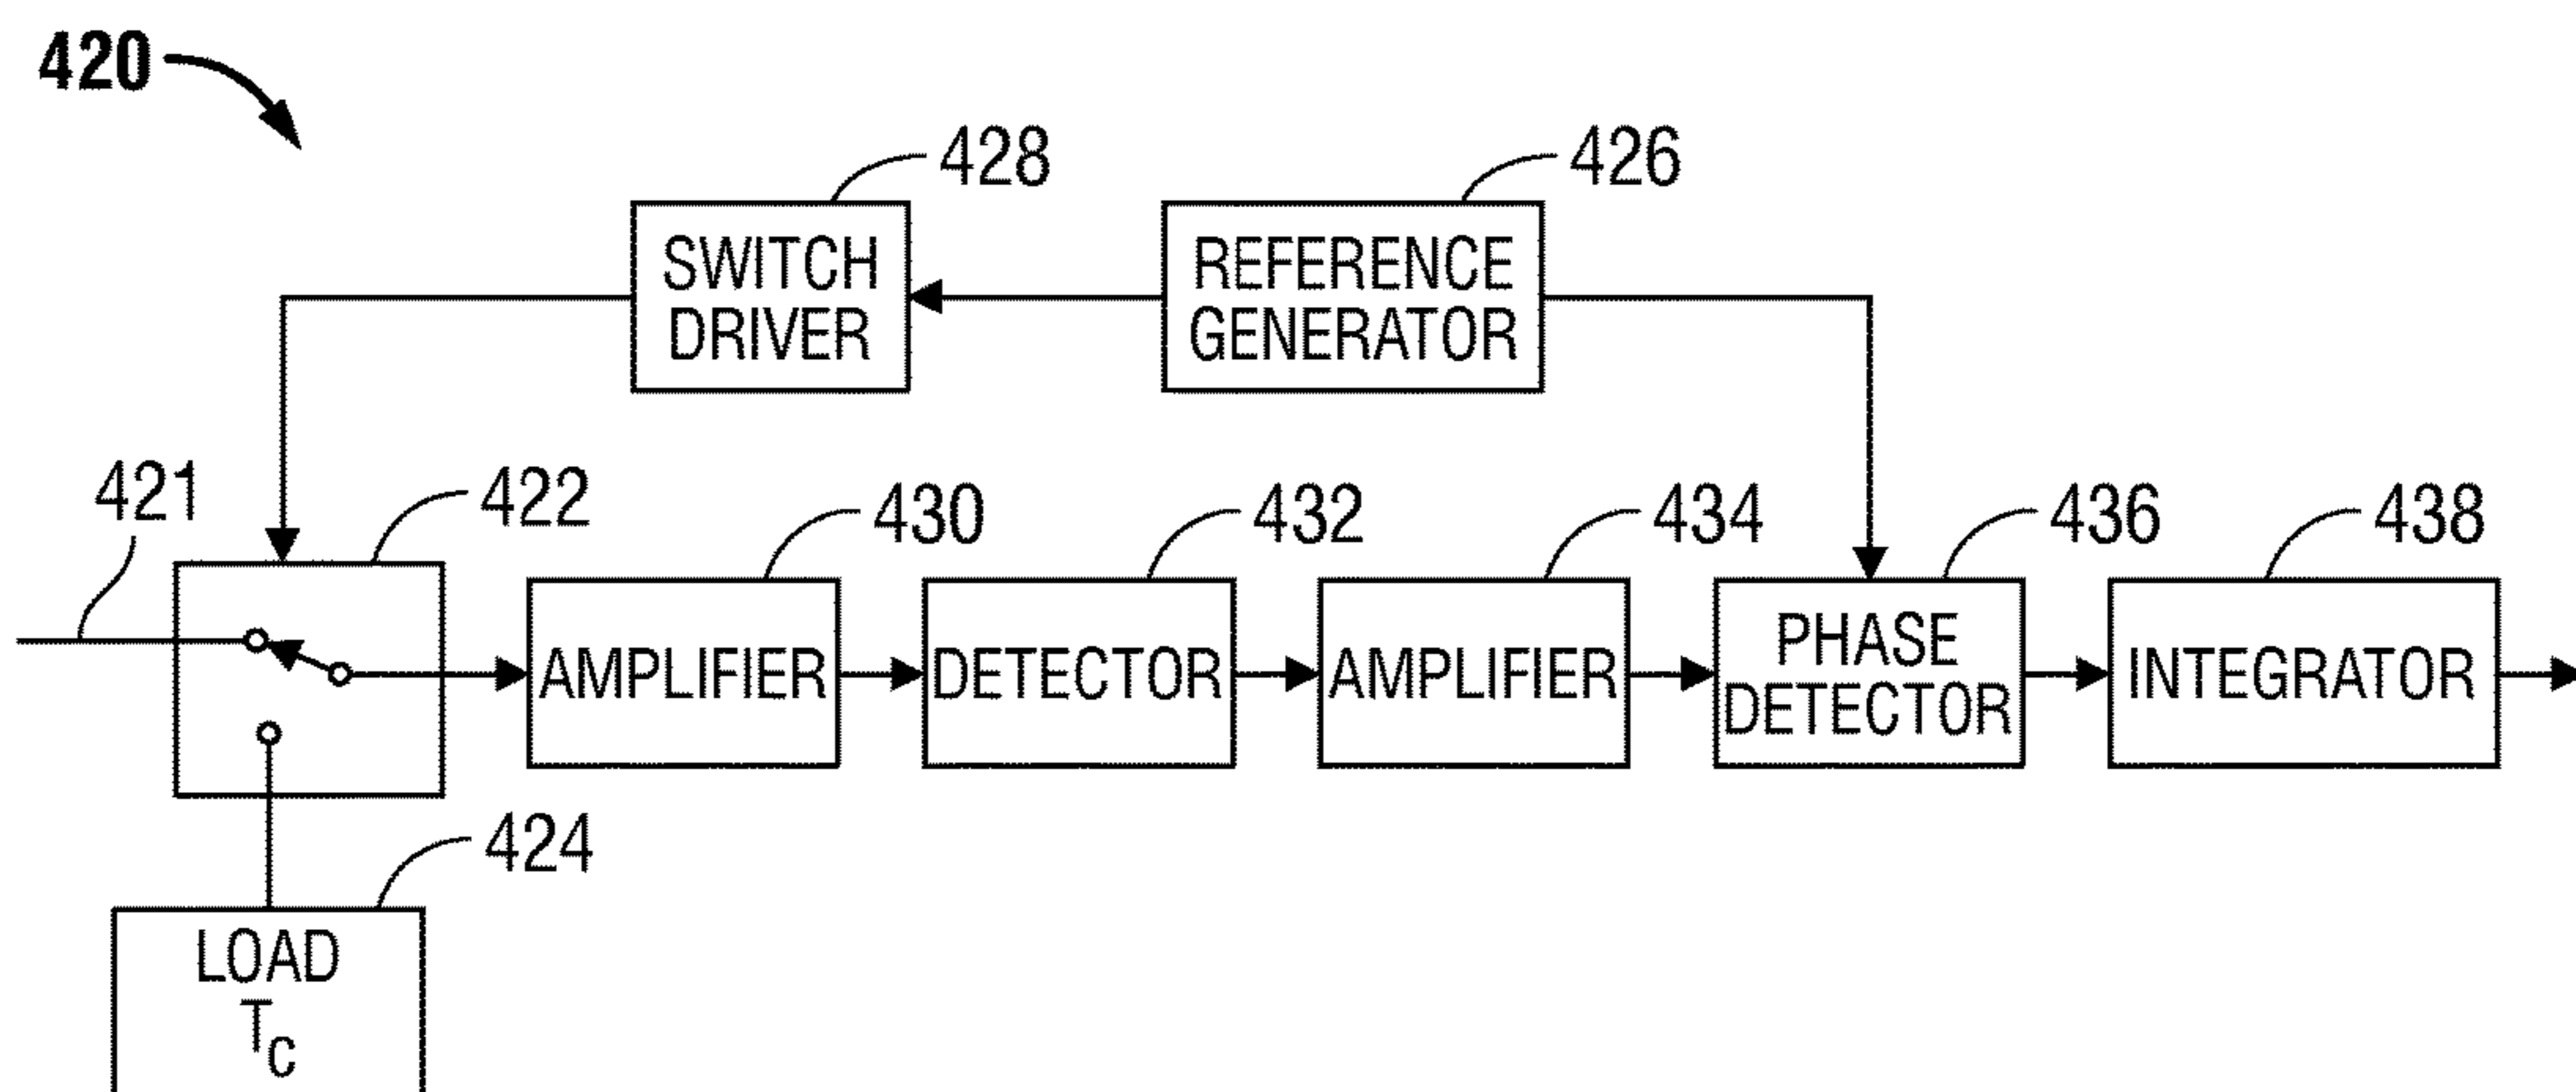 420
428
426
SWITCH
DRIVER
REFERENCE
GENERATOR
421
422
430
432
434
436
438
AMPLIFIER
DETECTOR
AMPLIFIER
PHASE
DETECTOR
INTEGRATOR
424
LOAD
Tc